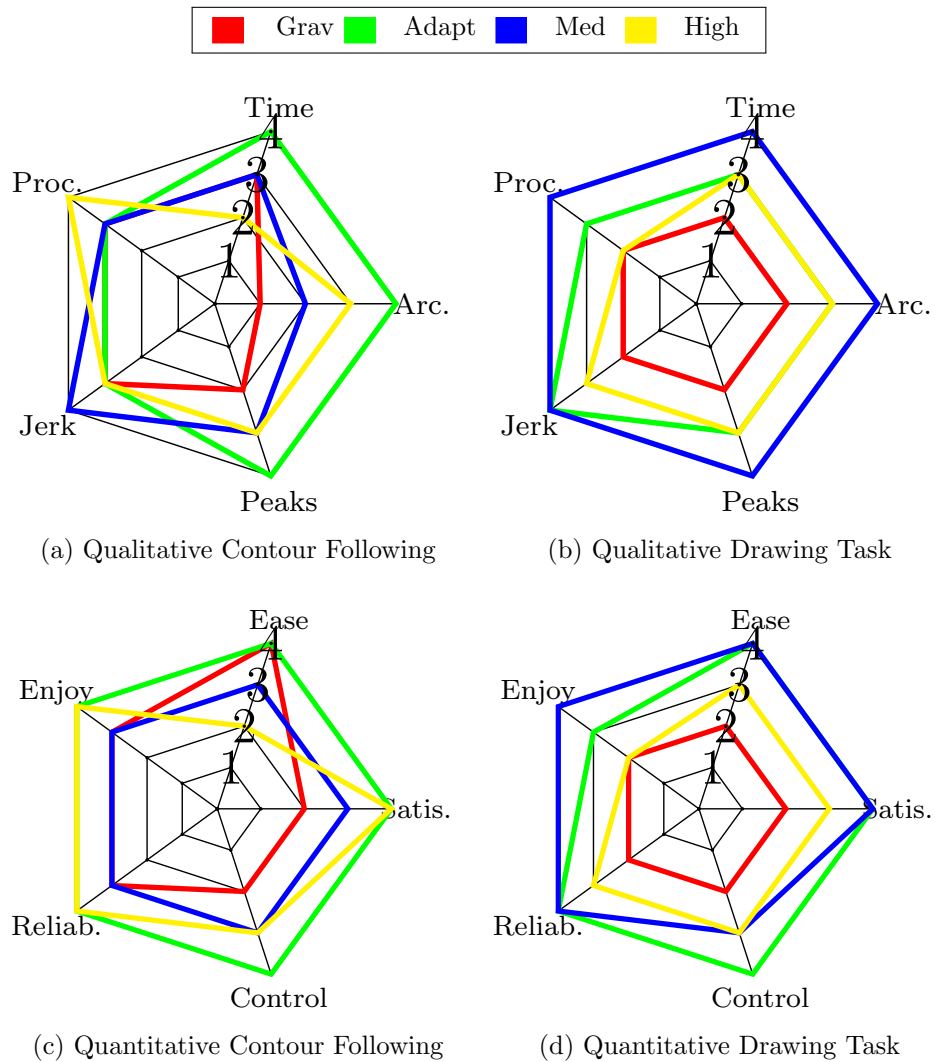 Grav Adapt Med High
Time
4
3
2
1
Proc.
Arc.
Jerk
Peaks
(a) Qualitative Contour Following
Time
4
3
2
1
Proc.
Arc.
Jerk
Peaks
(b) Qualitative Drawing Task
Ease
4
3
2
1
Enjoy
Satis.
Reliab.
Control
(c) Quantitative Contour Following
Ease
4
3
2
1
Enjoy
Satis.
Reliab.
Control
(d) Quantitative Drawing Task